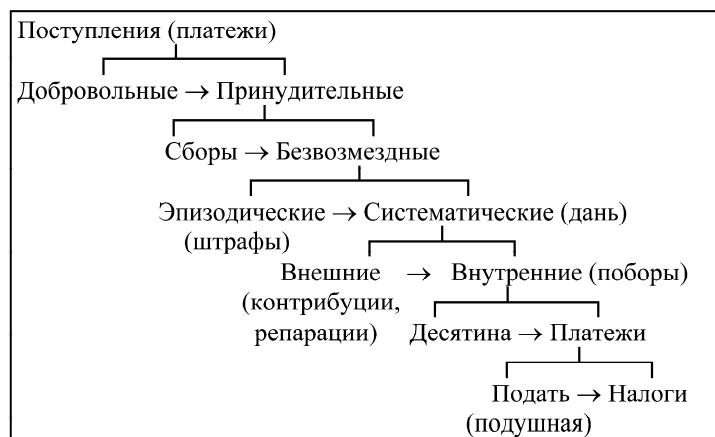 Поступления (платежи)
Добровольные → Принудительные
Сборы → Безвозмездные
Эпизодические → Систематические (дань)
(штрафы)
Внешние → Внутренние (поборы)
(контрибуции,
репарации) Десятина → Платежи
Подать → Налоги
(подушная)